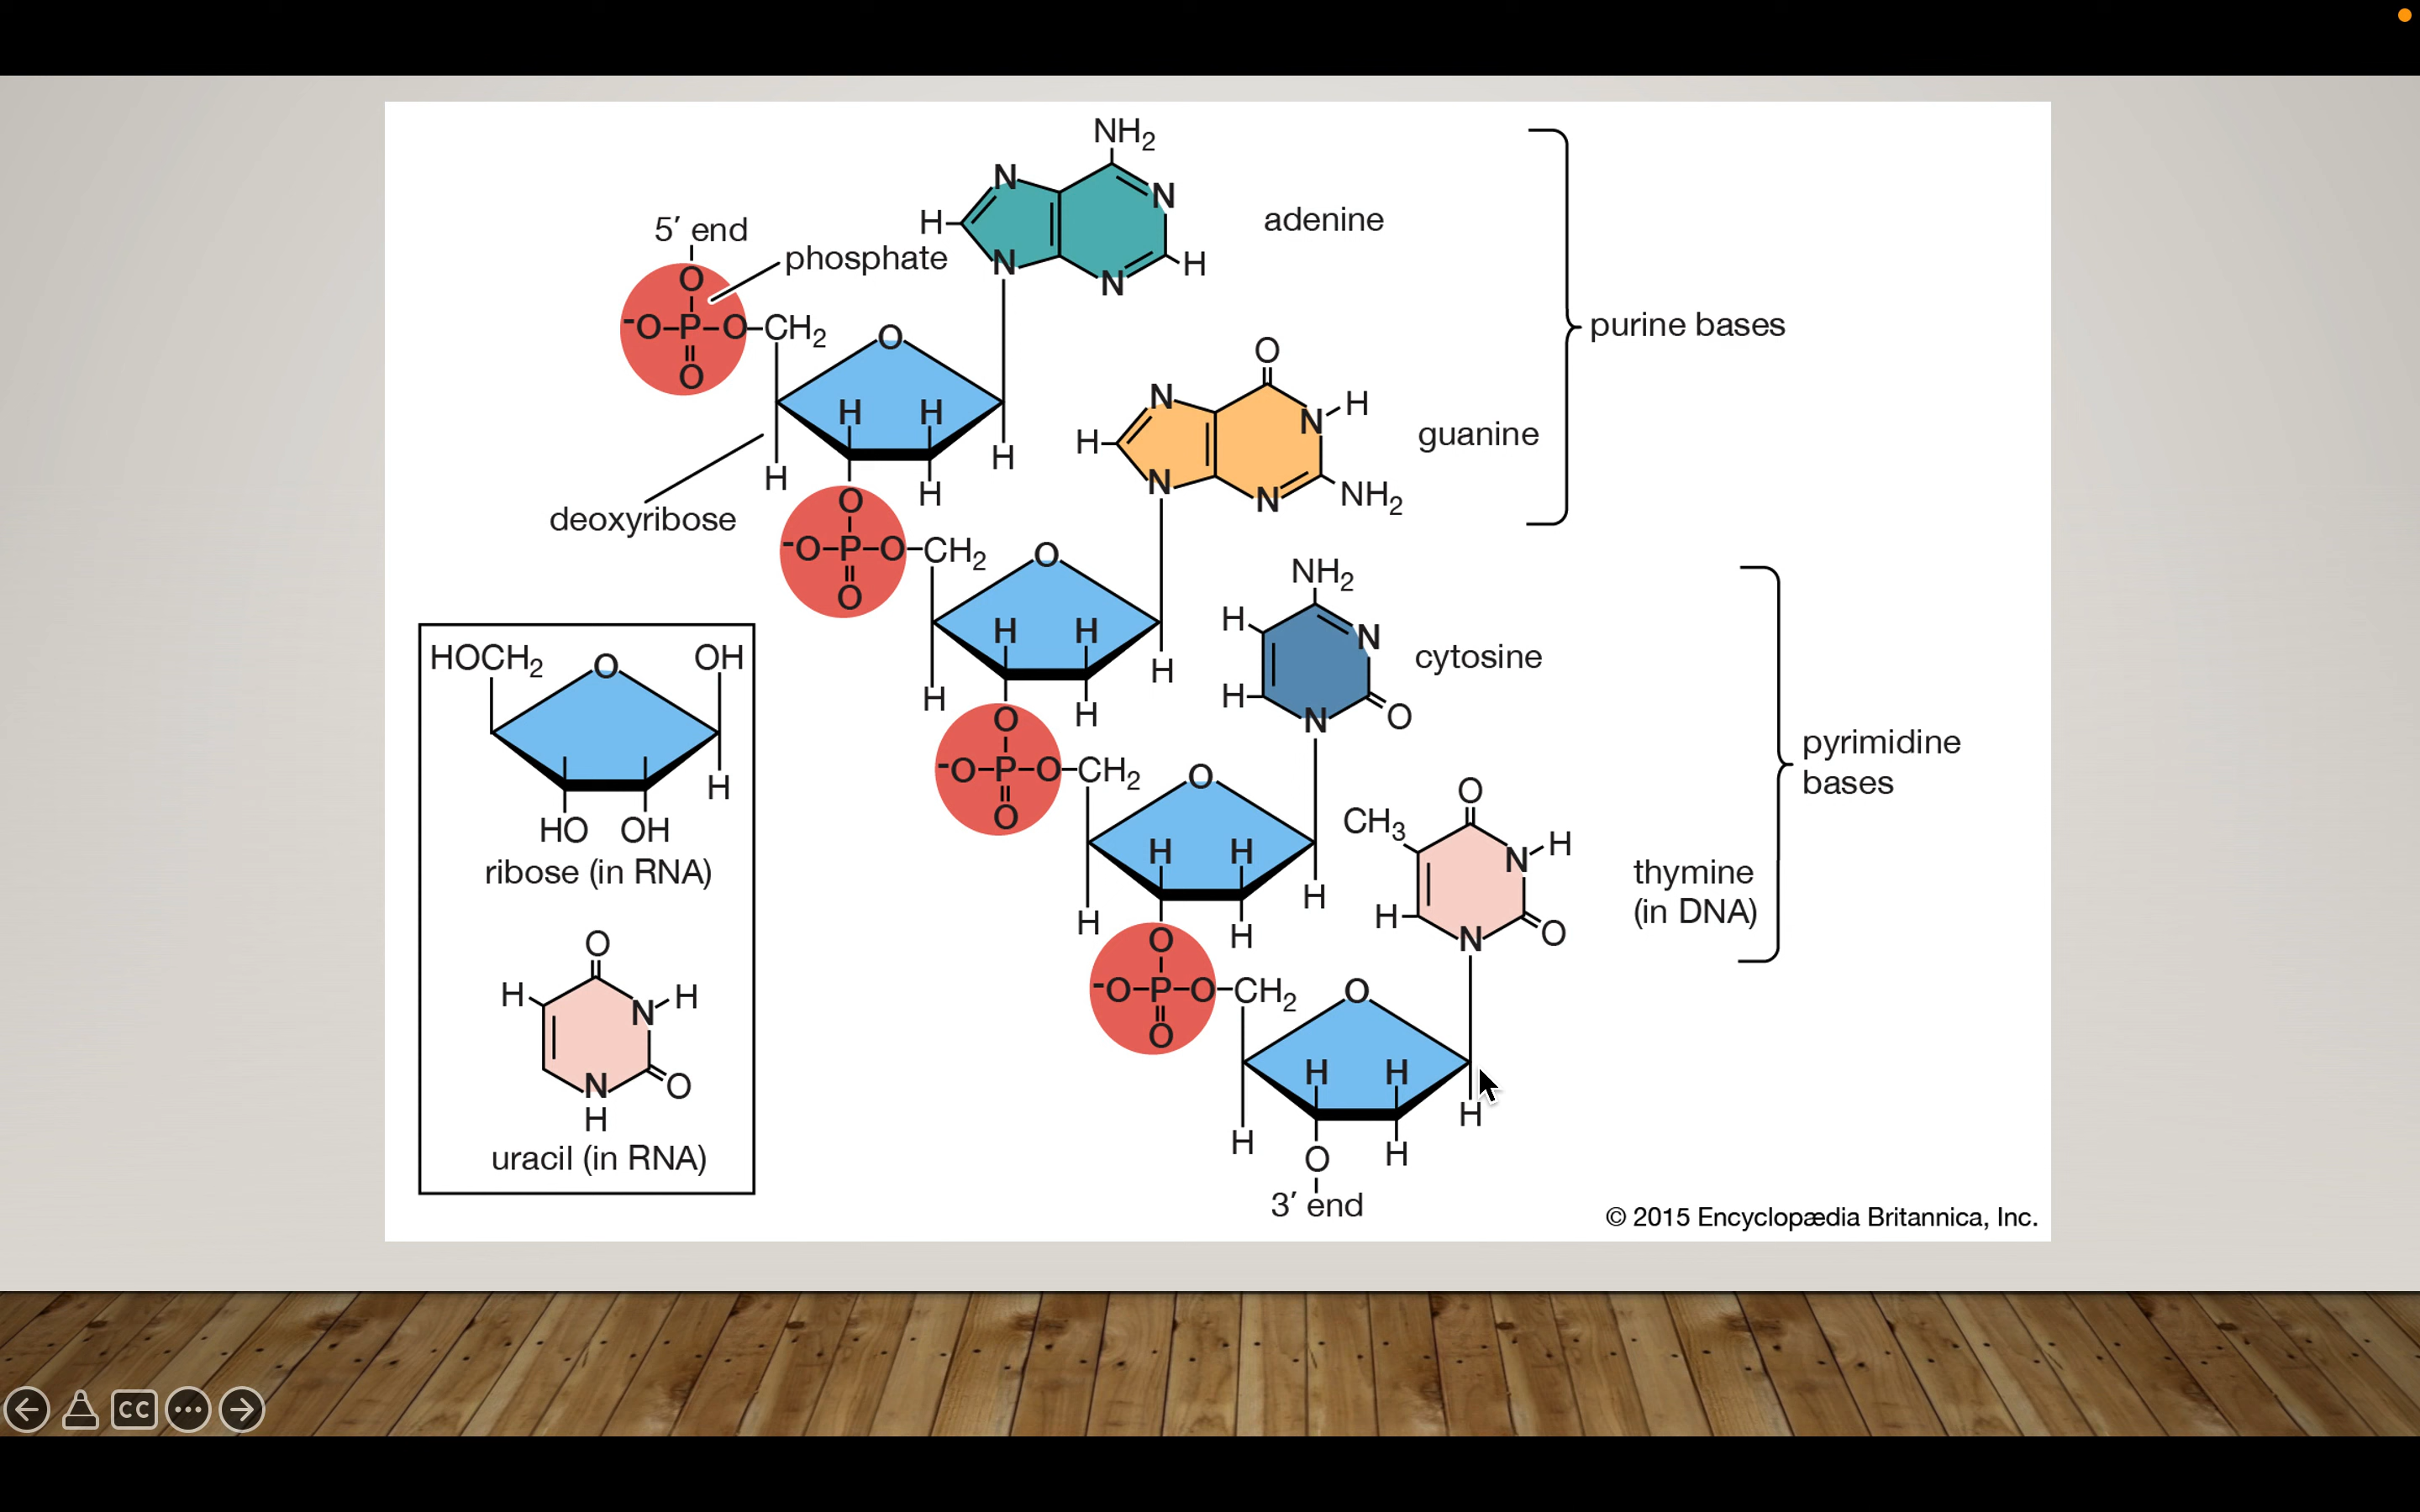 NH2
N
N
H
adenine
N
N
H
5′ end
phosphate
O
-O–P–O–CH2
O
O
H
H
H
H
H
deoxyribose
purine bases
O
N
N
H
H
guanine
N
N
NH2
O
-O–P–O–CH2
O
O
H
H
H
H
H
NH2
H
N
cytosine
H
N
O
pyrimidine
bases
O
-O–P–O–CH2
O
O
H
H
H
H
H
O
CH3
N
H
thymine
(in DNA)
H
N
O
O
-O–P–O–CH2
O
O
H
H
H
H
H
O
3′ end
HOCH2
O
OH
H
HO
OH
ribose (in RNA)
O
H
N
H
N
O
H
uracil (in RNA)
© 2015 Encyclopædia Britannica, Inc.
CC